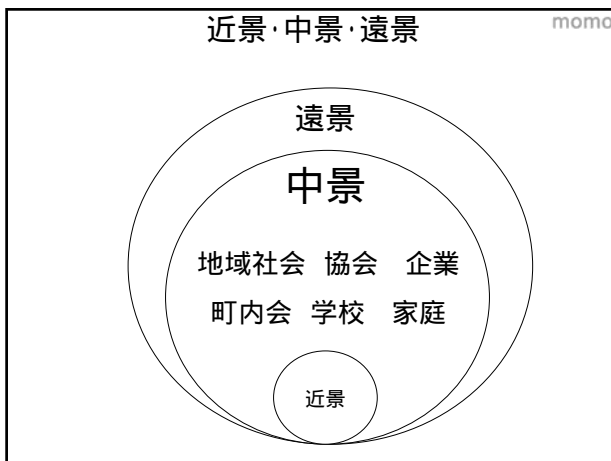 近景・中景・遠景
momo
遠景
中景
地域社会 協会 企業
町内会 学校 家庭
近景